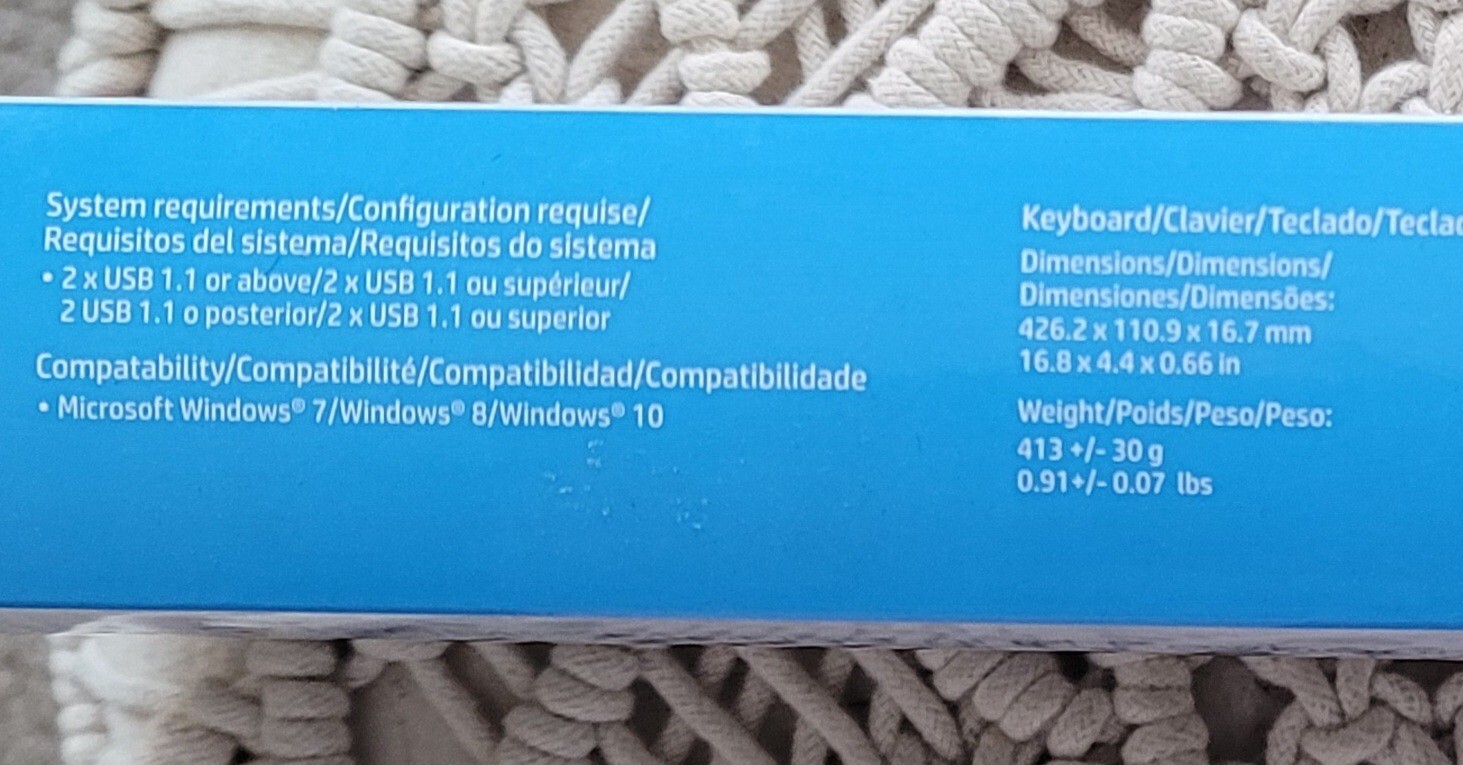 System requirements/Configuration requise/
Requisitos del sistema/Requisitos do sistema
• 2 x USB 1.1 or above/2 x USB 1.1 ou supérieur/
2 USB 1.1 o posterior/2 x USB 1.1 ou superior
Compatability/Compatibilité/Compatibilidad/Compatibilidade
• Microsoft Windows® 7/Windows® 8/Windows® 10
Keyboard/Clavier/Teclado/Teclad
Dimensions/Dimensions/
Dimensiones/Dimensões:
426.2 x 110.9 x 16.7 mm
16.8 x 4.4 x 0.66 in
Weight/Poids/Peso/Peso:
413 +/- 30 g
0.91+/- 0.07 lbs